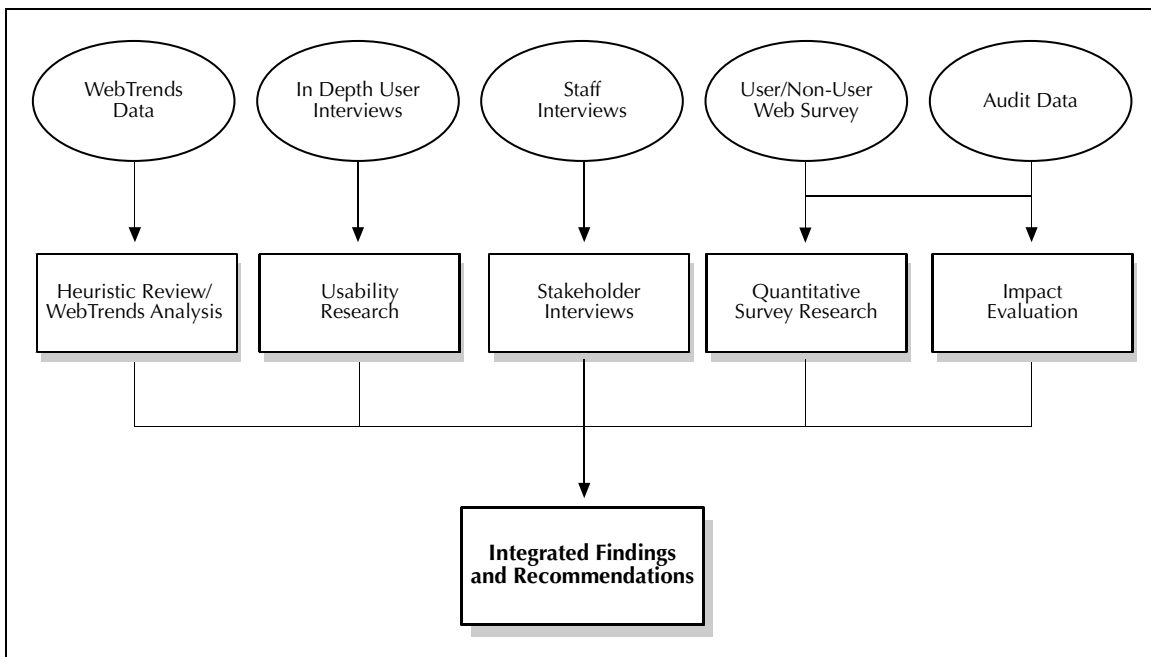 WebTrends
Data
In Depth User
Interviews
Staff
Interviews
User/Non-User
Web Survey
Audit Data
Heuristic Review/
WebTrends Analysis
Usability
Research
Stakeholder
Interviews
Quantitative
Survey Research
Impact
Evaluation
Integrated Findings
and Recommendations